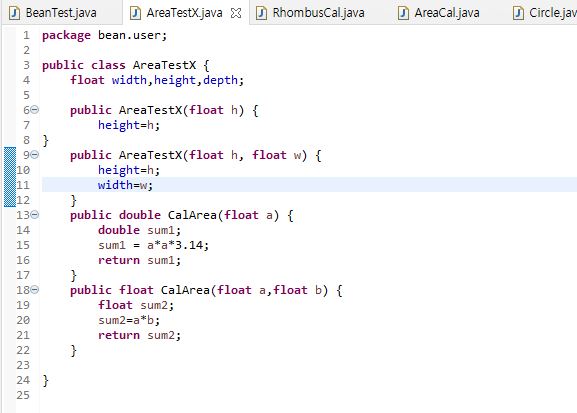 BeanTest.java AreaTestX.java RhombusCal.java AreaCal.java Circle.jav
1 package bean.user;
2
3 public class AreaTestX {
4 float width,height,depth;
5
6 public AreaTestX(float h) {
7 height=h;
8 }
9 public AreaTestX(float h, float w) {
10 height=h;
11 width=w;
12 }
13 public double CalArea(float a) {
14 double sum1;
15 sum1 = a*a*3.14;
16 return sum1;
17 }
18 public float CalArea(float a,float b) {
19 float sum2;
20 sum2=a*b;
21 return sum2;
22 }
23
24 }
25